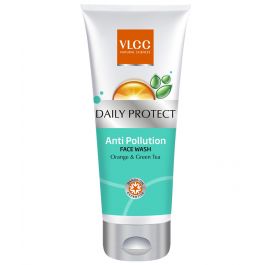 VLCC
NATURAL SCIENCES
DAILY PROTECT
Anti Pollution
FACE WASH
Orange & Green Tea